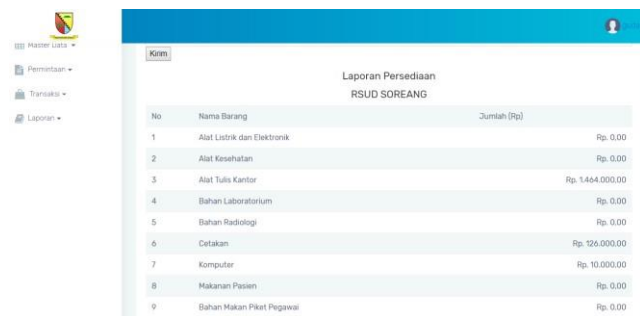 Master Data
Kirim
Permintaan
Laporan Persediaan
RSUD SOREANG
Transaksi
Laporan
No Nama Barang Jumlah (Rp)
1 Alat Listrik dan Elektronik Rp. 0,00
2 Alat Kesehatan Rp. 0,00
3 Alat Tulis Kantor Rp. 1.464.000,00
4 Bahan Laboratorium Rp. 0,00
5 Bahan Radiologi Rp. 0,00
6 Cetakan Rp. 126.000,00
7 Komputer Rp. 10.000,00
8 Makanan Pasien Rp. 0,00
9 Bahan Makan Piket Pegawai Rp. 0,00